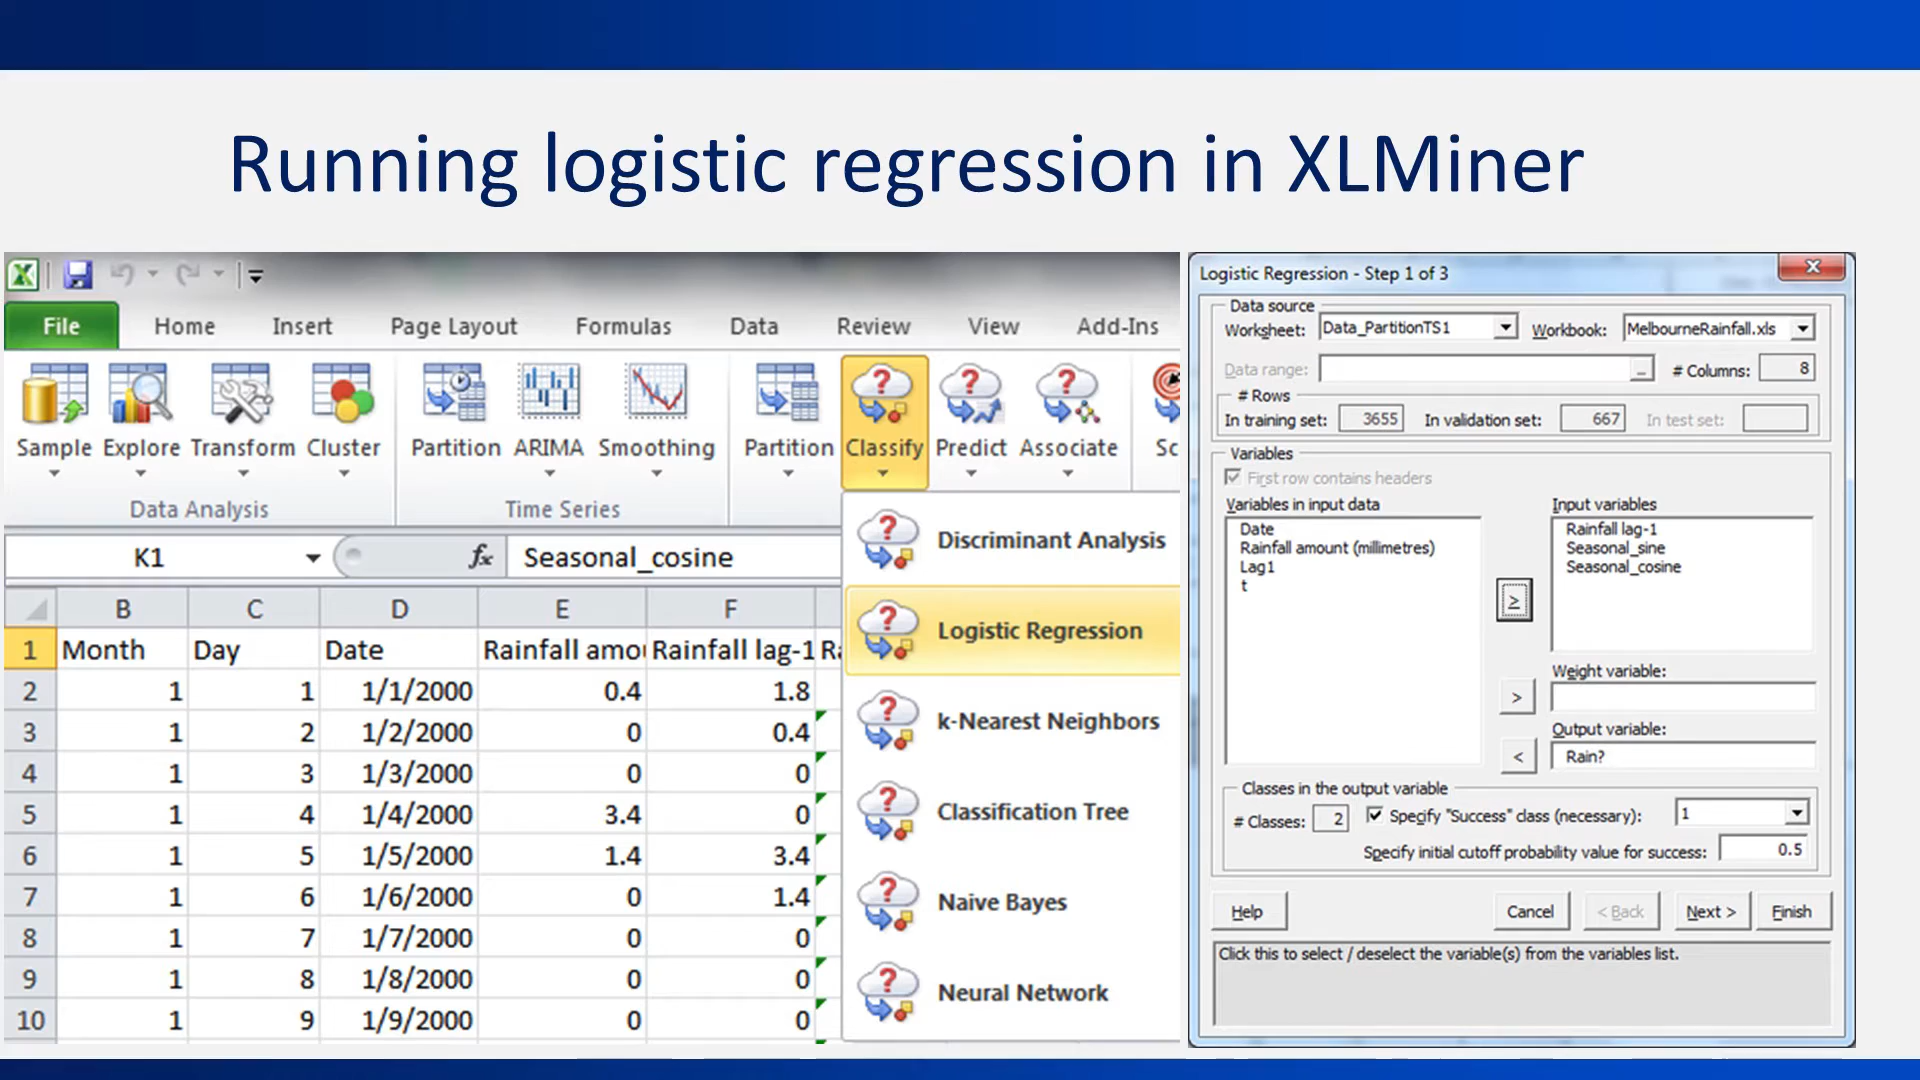 Running logistic regression in XLMiner
File Home Insert Page Layout Formulas Data Review View Add-Ins
Sample Explore Transform Cluster Partition ARIMA Smoothing Partition Classify Predict Associate Sc
Data Analysis Time Series
K1 fx Seasonal_cosine
B C D E F
1 Month Day Date Rainfall amou Rainfall lag-1 Ra
2 1 1 1/1/2000 0.4 1.8
3 1 2 1/2/2000 0 0.4
4 1 3 1/3/2000 0 0
5 1 4 1/4/2000 3.4 0
6 1 5 1/5/2000 1.4 3.4
7 1 6 1/6/2000 0 1.4
8 1 7 1/7/2000 0 0
9 1 8 1/8/2000 0 0
10 1 9 1/9/2000 0 0
Discriminant Analysis
Logistic Regression
k-Nearest Neighbors
Classification Tree
Naive Bayes
Neural Network
Logistic Regression - Step 1 of 3
Data source
Worksheet: Data_PartitionTS1 Workbook: MelbourneRainfall.xls
Data range: ... # Columns: 8
# Rows
In training set: 3655 In validation set: 667 In test set:
Variables
First row contains headers
Variables in input data
Date
Rainfall amount (millimetres)
Lag1
t
Input variables
Rainfall lag-1
Seasonal_sine
Seasonal_cosine
≥
Weight variable:
>
Output variable:
< Rain?
Classes in the output variable
# Classes: 2 Specify "Success" class (necessary): 1
Specify initial cutoff probability value for success: 0.5
Help Cancel < Back Next > Finish
Click this to select / deselect the variable(s) from the variables list.